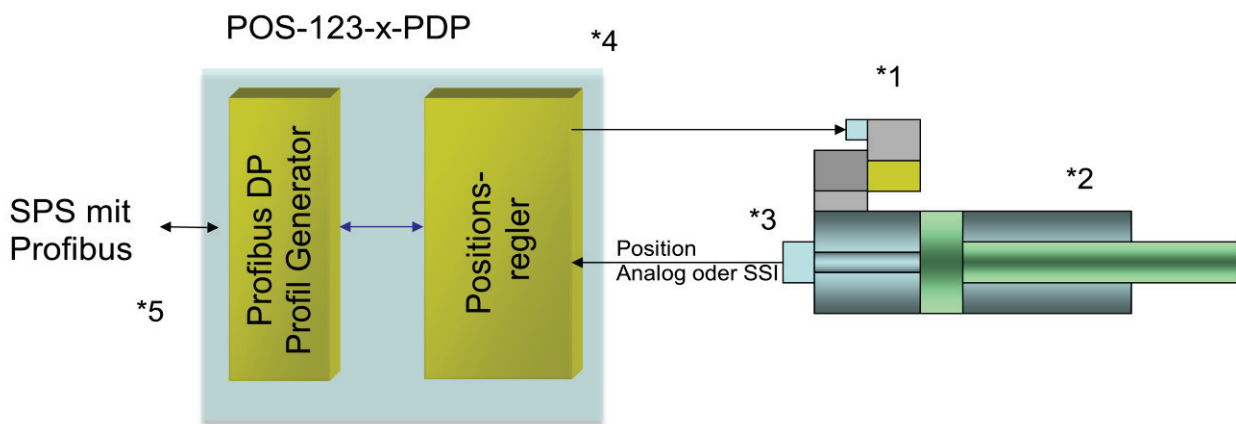 POS-123-x-PDP
*4
*1
*2
*3
SPS mit
Profibus
*5
Profibus DP
Profil Generator
Positions-
regler
Position
Analog oder SSI